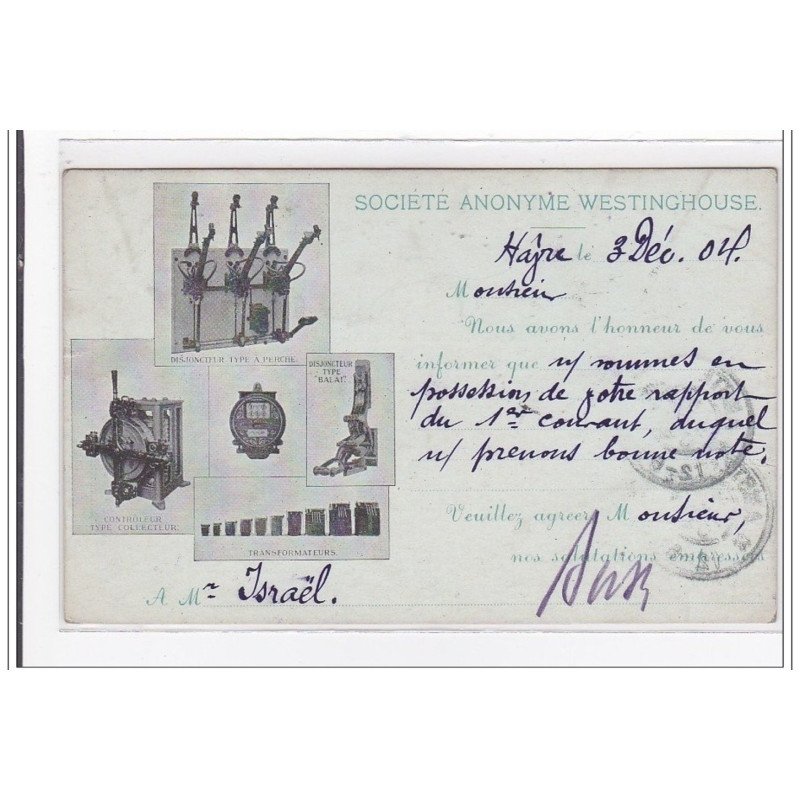 SOCIÉTÉ ANONYME WESTINGHOUSE.
Hâvre le 3 Déc. 04.
Monsieur
Nous avons l'honneur de vous
informer que n/ sommes en
possession de votre rapport
du 1er courant, duquel
n/ prenons bonne note.
Veuillez agréer, Monsieur,
nos salutations empressées
A Mr Israël.
DISJONCTEUR TYPE A PERCHE.
DISJONCTEUR
TYPE
"BALAI".
CONTROLEUR
TYPE COLLECTEUR.
TRANSFORMATEURS.